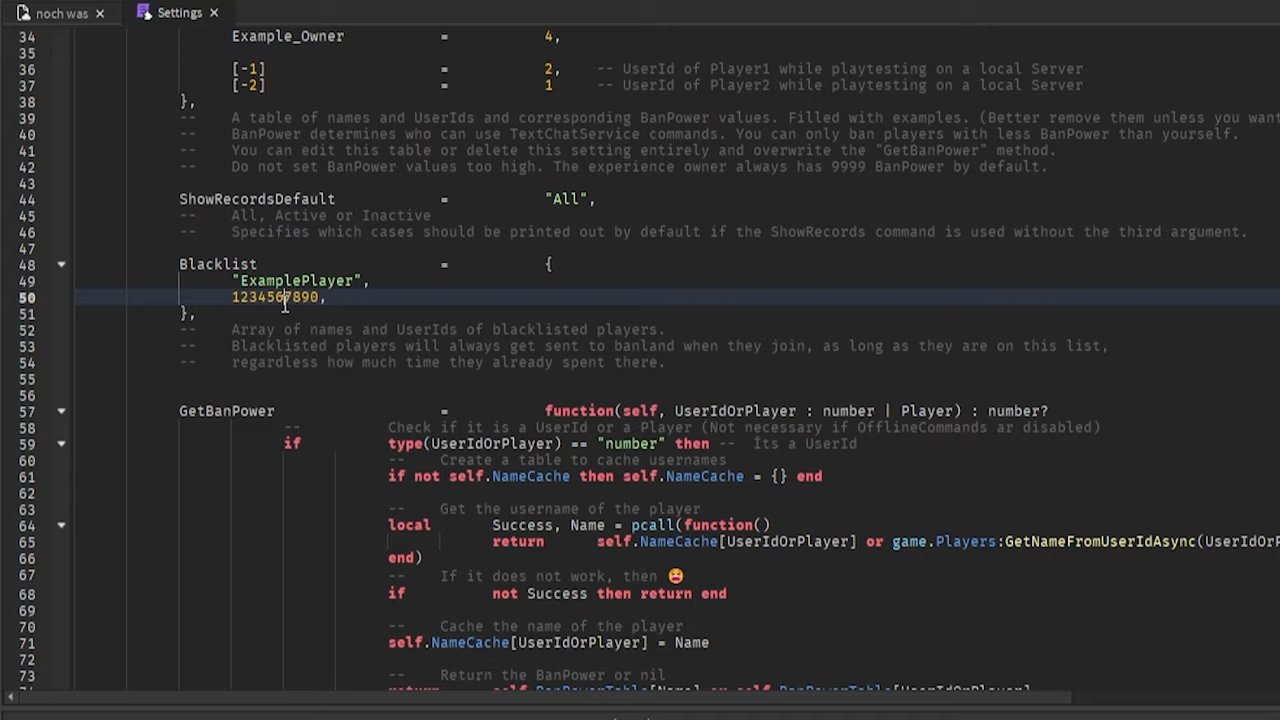 noch was
Settings
34 Example_Owner = 4,
35
36 [-1] = 2, -- UserId of Player1 while playtesting on a local Server
37 [-2] = 1 -- UserId of Player2 while playtesting on a local Server
38 },
39 -- A table of names and UserIds and corresponding BanPower values. Filled with examples. (Better remove them unless you want
40 -- BanPower determines who can use TextChatService commands. You can only ban players with less BanPower than yourself.
41 -- You can edit this table or delete this setting entirely and overwrite the "GetBanPower" method.
42 -- Do not set BanPower values too high. The experience owner always has 9999 BanPower by default.
43
44 ShowRecordsDefault = "All",
45 -- All, Active or Inactive
46 -- Specifies which cases should be printed out by default if the ShowRecords command is used without the third argument.
47
48 Blacklist = {
49 "ExamplePlayer",
50 1234567890,
51 },
52 -- Array of names and UserIds of blacklisted players.
53 -- Blacklisted players will always get sent to banland when they join, as long as they are on this list,
54 -- regardless how much time they already spent there.
55
56
57 GetBanPower = function(self, UserIdOrPlayer : number | Player) : number?
58 -- Check if it is a UserId or a Player (Not necessary if OfflineCommands ar disabled)
59 if type(UserIdOrPlayer) == "number" then -- Its a UserId
60 -- Create a table to cache usernames
61 if not self.NameCache then self.NameCache = {} end
62
63 -- Get the username of the player
64 local Success, Name = pcall(function()
65 return self.NameCache[UserIdOrPlayer] or game.Players:GetNameFromUserIdAsync(UserIdOrP
66 end)
67 -- If it does not work, then 😫
68 if not Success then return end
69
70 -- Cache the name of the player
71 self.NameCache[UserIdOrPlayer] = Name
72
73 -- Return the BanPower or nil
return self.BanPowerTable[Name] or self.BanPowerTable[UserIdOrPlayer]